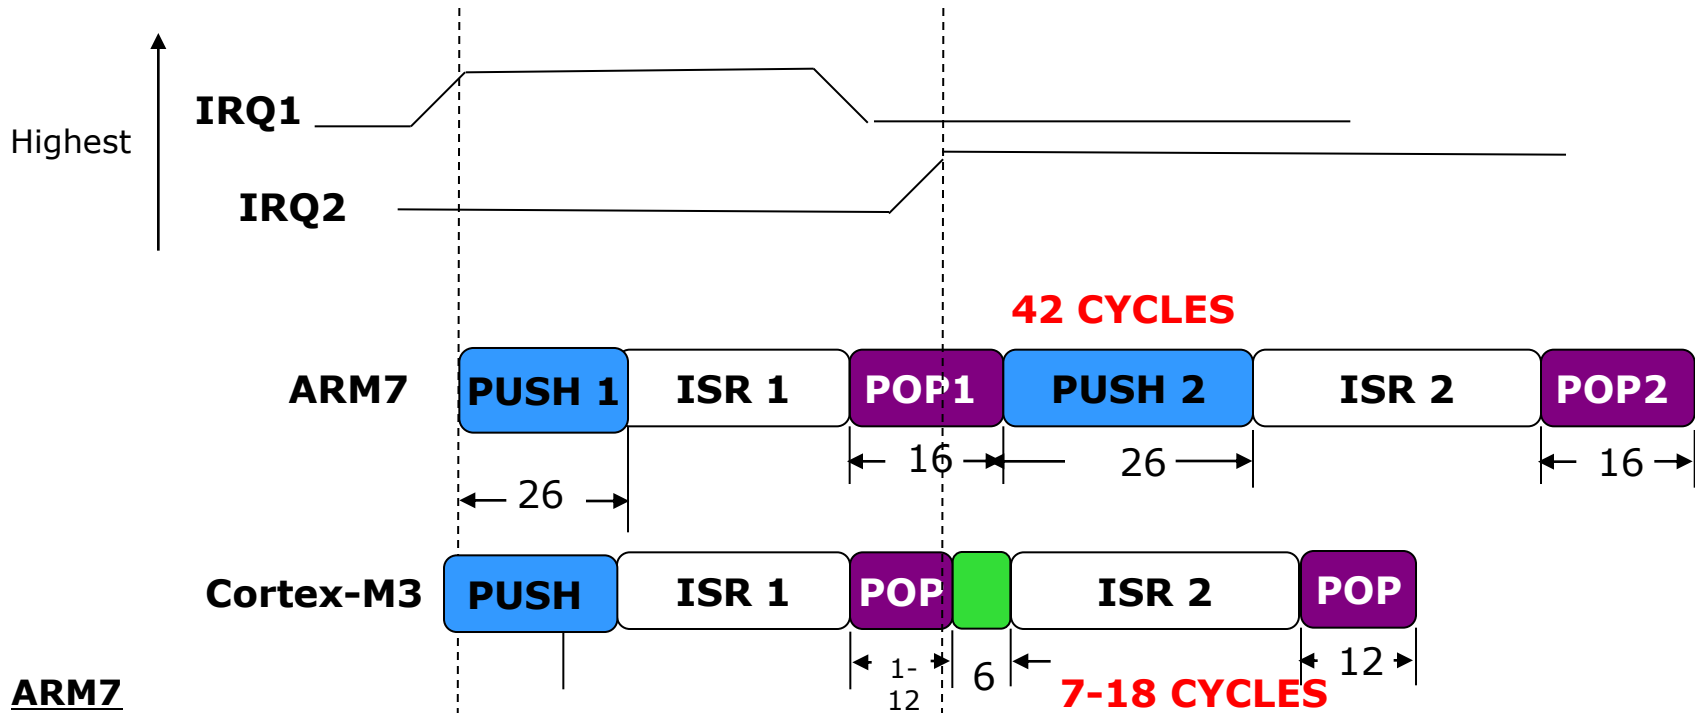 IRQ1
Highest
IRQ2
42 CYCLES
ARM7
PUSH 1
ISR 1
POP1
PUSH 2
ISR 2
POP2
16
26
16
26
Cortex-M3
PUSH
ISR 1
POP
ISR 2
POP
1-
12
6
12
7-18 CYCLES
ARM7